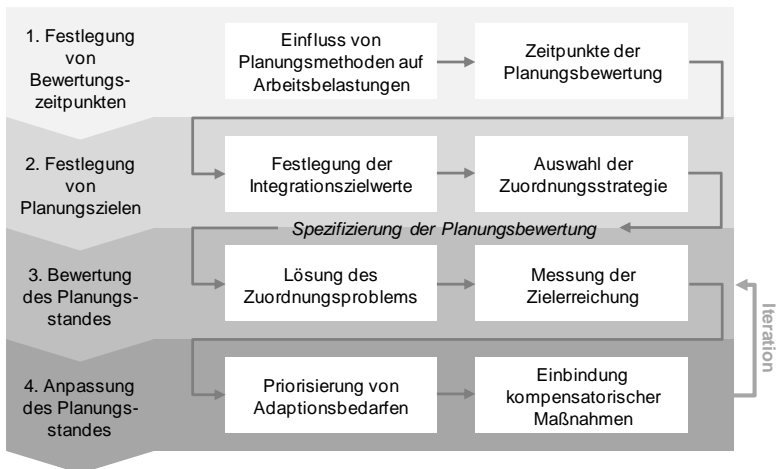 1. Festlegung
von
Bewertungs-
zeitpunkten
Einfluss von
Planungsmethoden auf
Arbeitsbelastungen
Zeitpunkte der
Planungsbewertung
2. Festlegung
von
Planungszielen
Festlegung der
Integrationszielwerte
Auswahl der
Zuordnungsstrategie
Spezifizierung der Planungsbewertung
3. Bewertung
des Planungs-
standes
Lösung des
Zuordnungsproblems
Messung der
Zielerreichung
Iteration
4. Anpassung
des Planungs-
standes
Priorisierung von
Adaptionsbedarfen
Einbindung
kompensatorischer
Maßnahmen